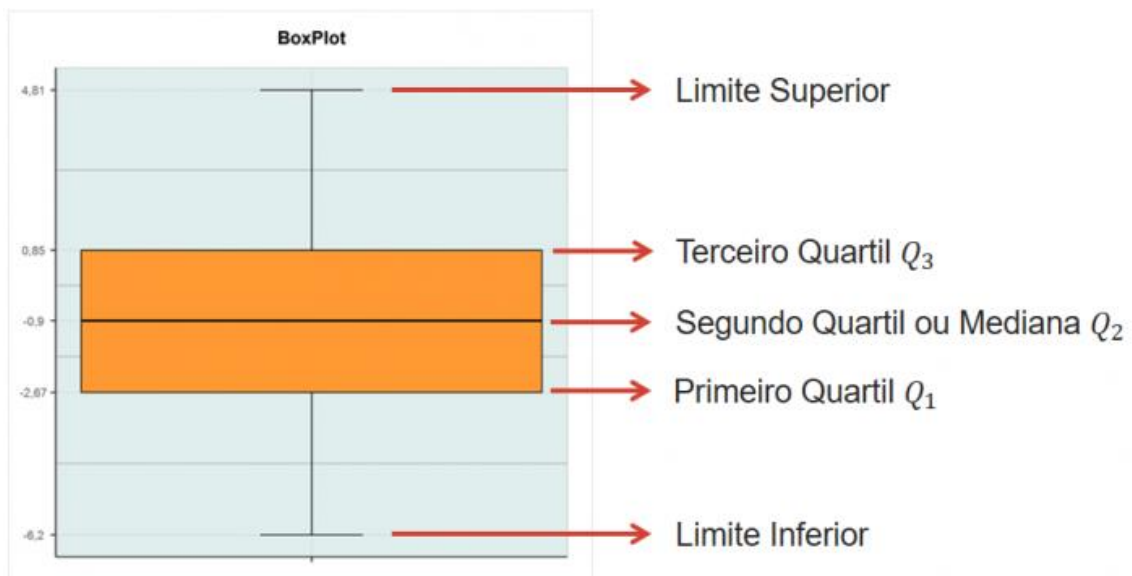 BoxPlot
4,81
Limite Superior
0,85
Terceiro Quartil Q₃
-0,9
Segundo Quartil ou Mediana Q₂
-2,67
Primeiro Quartil Q₁
-6,2
Limite Inferior